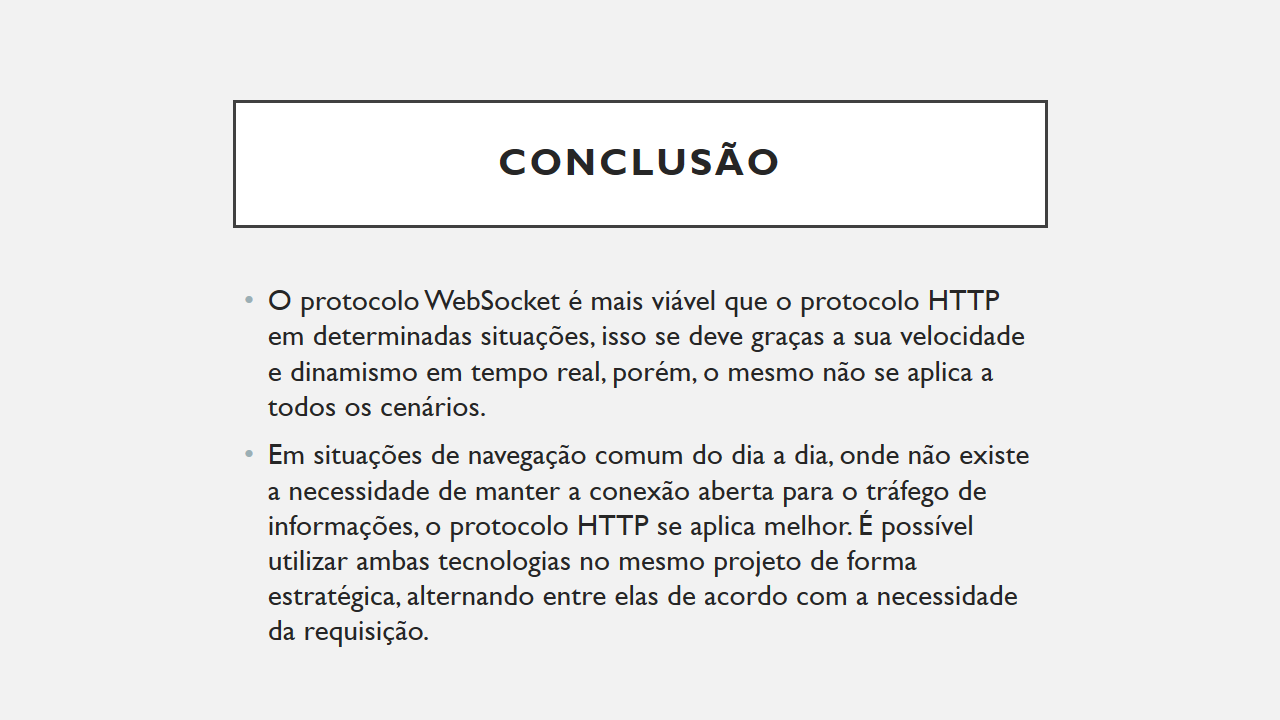 CONCLUSÃO
• O protocolo WebSocket é mais viável que o protocolo HTTP
em determinadas situações, isso se deve graças a sua velocidade
e dinamismo em tempo real, porém, o mesmo não se aplica a
todos os cenários.
• Em situações de navegação comum do dia a dia, onde não existe
a necessidade de manter a conexão aberta para o tráfego de
informações, o protocolo HTTP se aplica melhor. É possível
utilizar ambas tecnologias no mesmo projeto de forma
estratégica, alternando entre elas de acordo com a necessidade
da requisição.